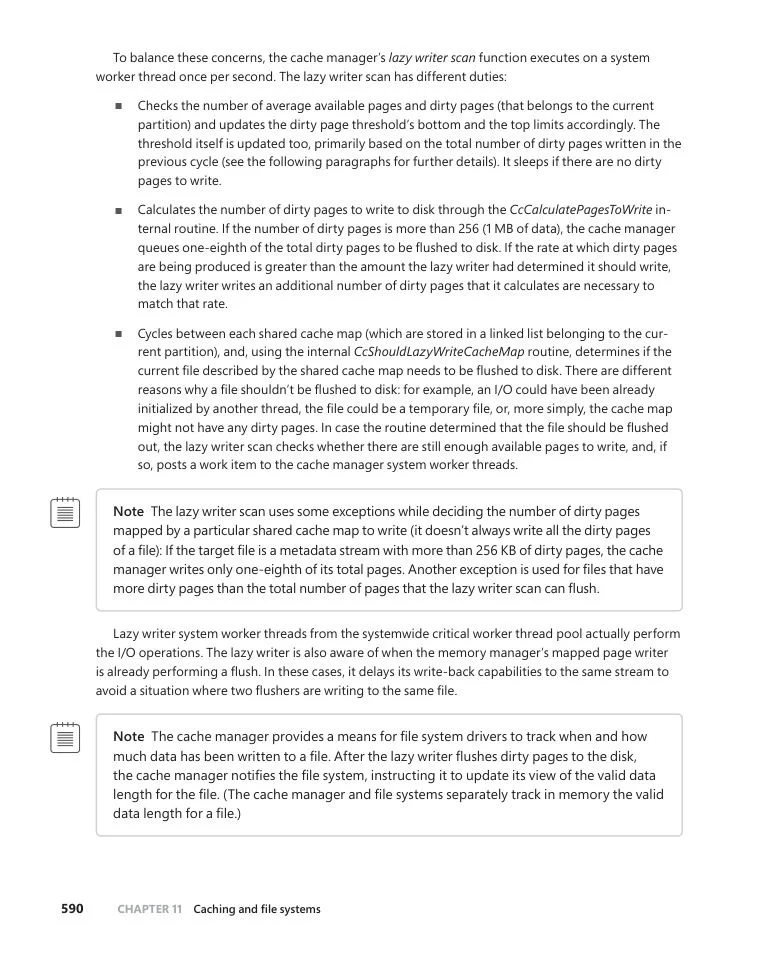 To balance these concerns, the cache manager's lazy writer scan function executes on a system
worker thread once per second. The lazy writer scan has different duties:
■ Checks the number of average available pages and dirty pages (that belongs to the current
partition) and updates the dirty page threshold's bottom and the top limits accordingly. The
threshold itself is updated too, primarily based on the total number of dirty pages written in the
previous cycle (see the following paragraphs for further details). It sleeps if there are no dirty
pages to write.
■ Calculates the number of dirty pages to write to disk through the CcCalculatePagesToWrite in-
ternal routine. If the number of dirty pages is more than 256 (1 MB of data), the cache manager
queues one-eighth of the total dirty pages to be flushed to disk. If the rate at which dirty pages
are being produced is greater than the amount the lazy writer had determined it should write,
the lazy writer writes an additional number of dirty pages that it calculates are necessary to
match that rate.
■ Cycles between each shared cache map (which are stored in a linked list belonging to the cur-
rent partition), and, using the internal CcShouldLazyWriteCacheMap routine, determines if the
current file described by the shared cache map needs to be flushed to disk. There are different
reasons why a file shouldn't be flushed to disk: for example, an I/O could have been already
initialized by another thread, the file could be a temporary file, or, more simply, the cache map
might not have any dirty pages. In case the routine determined that the file should be flushed
out, the lazy writer scan checks whether there are still enough available pages to write, and, if
so, posts a work item to the cache manager system worker threads.
Note The lazy writer scan uses some exceptions while deciding the number of dirty pages
mapped by a particular shared cache map to write (it doesn't always write all the dirty pages
of a file): If the target file is a metadata stream with more than 256 KB of dirty pages, the cache
manager writes only one-eighth of its total pages. Another exception is used for files that have
more dirty pages than the total number of pages that the lazy writer scan can flush.
Lazy writer system worker threads from the systemwide critical worker thread pool actually perform
the I/O operations. The lazy writer is also aware of when the memory manager's mapped page writer
is already performing a flush. In these cases, it delays its write-back capabilities to the same stream to
avoid a situation where two flushers are writing to the same file.
Note The cache manager provides a means for file system drivers to track when and how
much data has been written to a file. After the lazy writer flushes dirty pages to the disk,
the cache manager notifies the file system, instructing it to update its view of the valid data
length for the file. (The cache manager and file systems separately track in memory the valid
data length for a file.)
590 CHAPTER 11 Caching and file systems